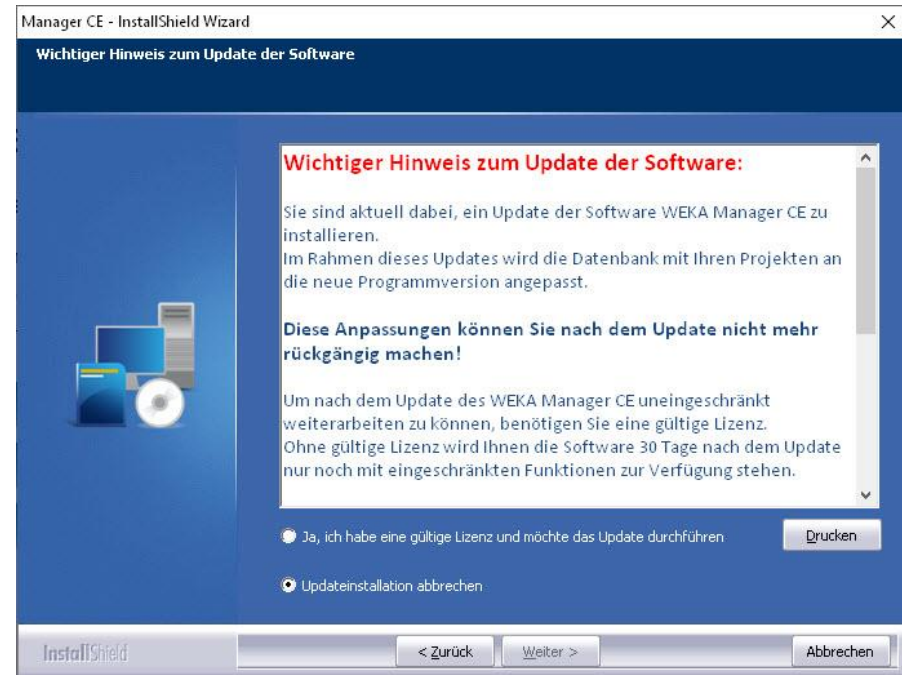 Manager CE - InstallShield Wizard
Wichtiger Hinweis zum Update der Software
Wichtiger Hinweis zum Update der Software:
Sie sind aktuell dabei, ein Update der Software WEKA Manager CE zu
installieren.
Im Rahmen dieses Updates wird die Datenbank mit Ihren Projekten an
die neue Programmversion angepasst.
Diese Anpassungen können Sie nach dem Update nicht mehr
rückgängig machen!
Um nach dem Update des WEKA Manager CE uneingeschränkt
weiterarbeiten zu können, benötigen Sie eine gültige Lizenz.
Ohne gültige Lizenz wird Ihnen die Software 30 Tage nach dem Update
nur noch mit eingeschränkten Funktionen zur Verfügung stehen.
Ja, ich habe eine gültige Lizenz und möchte das Update durchführen
Drucken
Updateinstallation abbrechen
InstallShield
< Zurück
Weiter >
Abbrechen